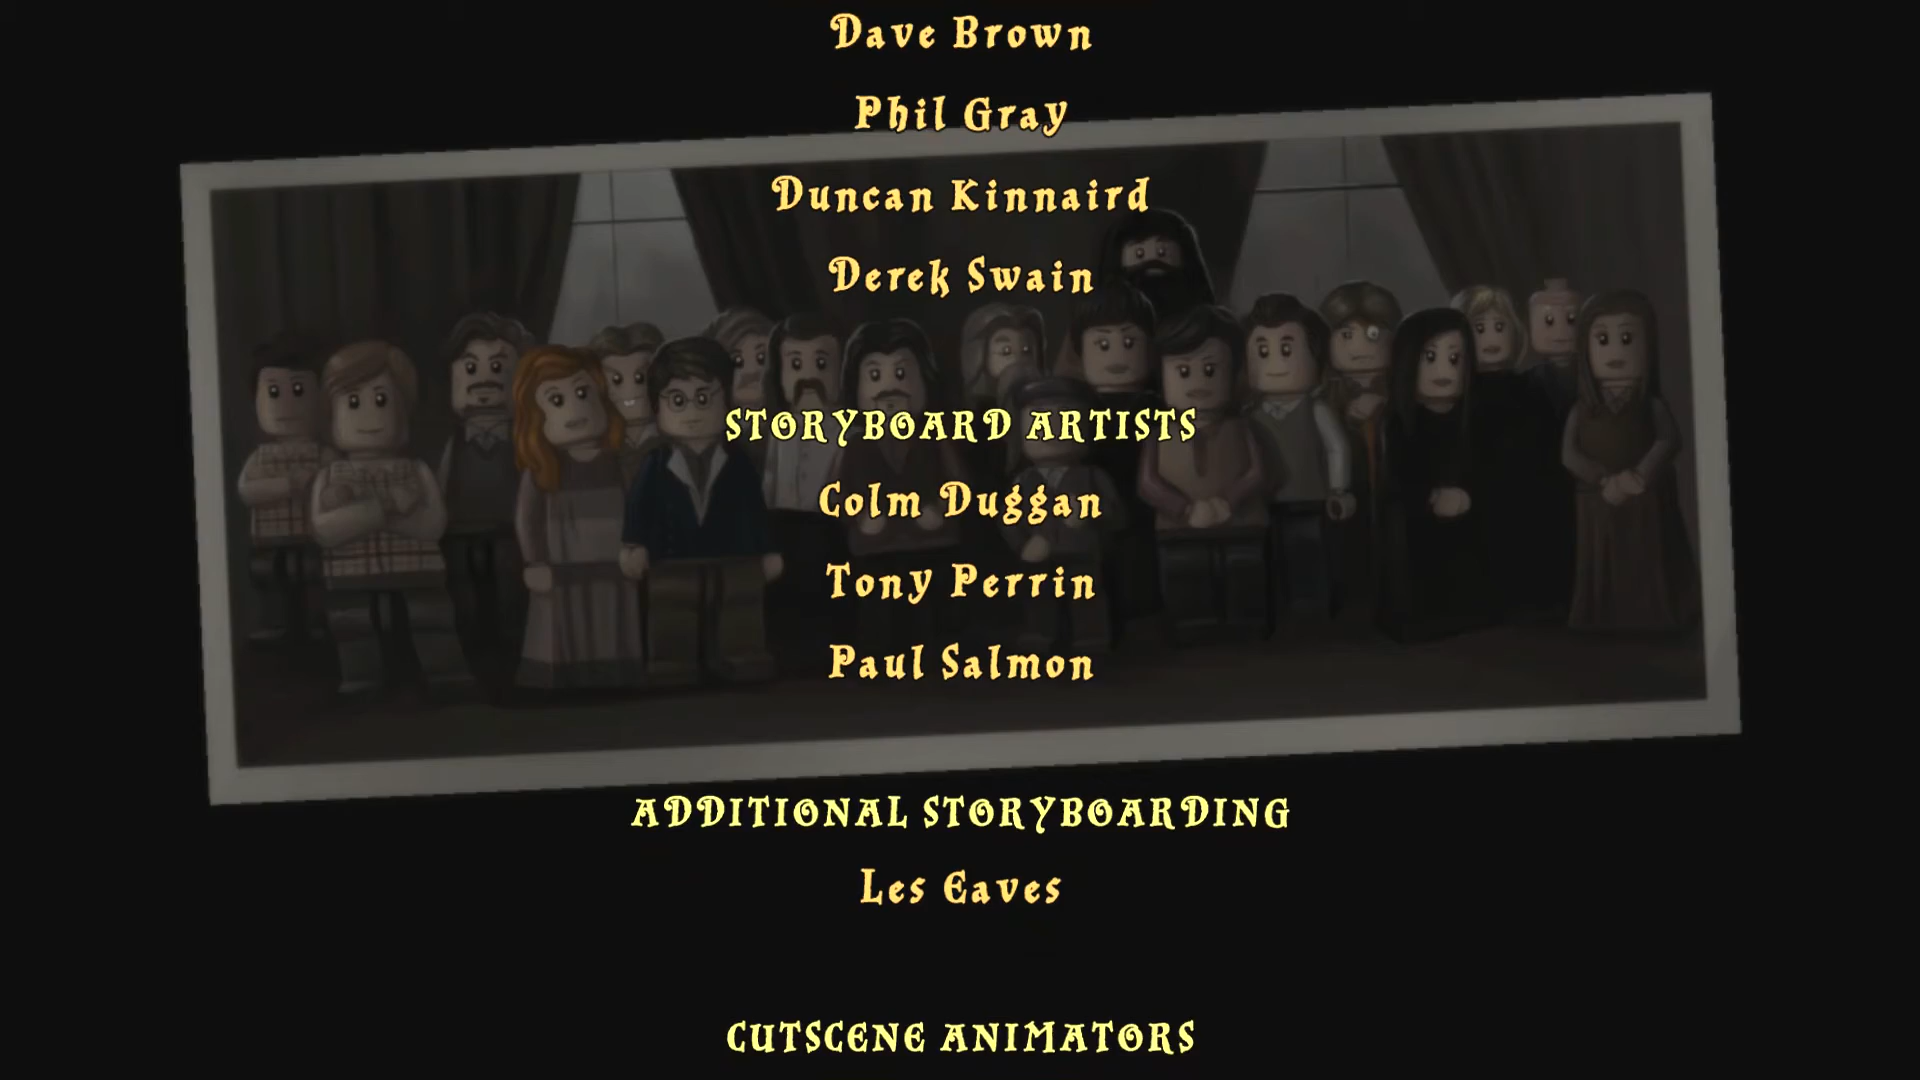 Dave Brown
Phil Gray
Duncan Kinnaird
Derek Swain
STORYBOARD ARTISTS
Colm Duggan
Tony Perrin
Paul Salmon
ADDITIONAL STORYBOARDING
Les Eaves
CUTSCENE ANIMATORS